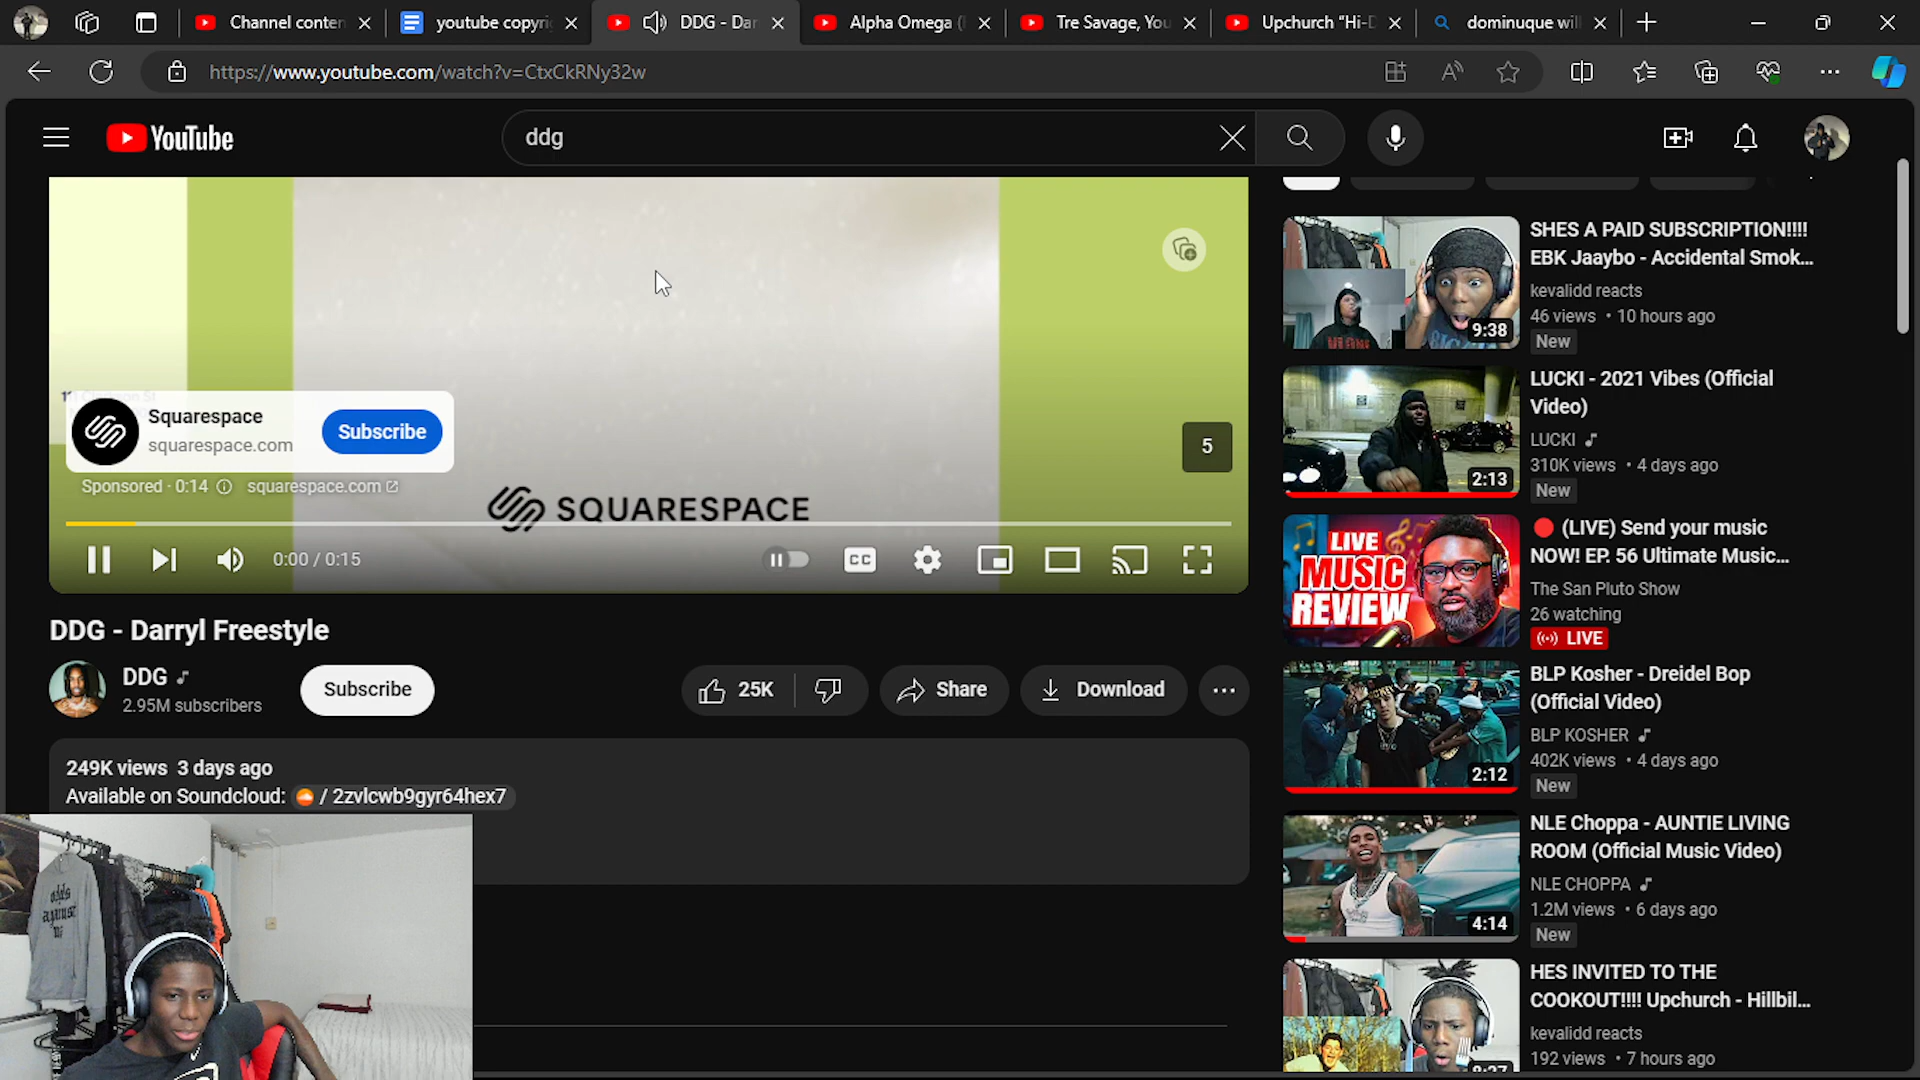 Channel conten
youtube copyri
DDG - Dar
Alpha Omega (
Tre Savage, You
Upchurch “Hi-D
dominuque wil
https://www.youtube.com/watch?v=CtxCkRNy32w
YouTube
ddg
Squarespace
squarespace.com
Subscribe
5
Sponsored · 0:14
squarespace.com
SQUARESPACE
0:00 / 0:15
CC
DDG - Darryl Freestyle
DDG
2.95M subscribers
Subscribe
25K
Share
Download
249K views 3 days ago
Available on Soundcloud: / 2zvlcwb9gyr64hex7
odds
against
me
SHES A PAID SUBSCRIPTION!!!!
EBK Jaaybo - Accidental Smok...
kevalidd reacts
46 views • 10 hours ago
New
9:38
LUCKI - 2021 Vibes (Official
Video)
LUCKI
310K views • 4 days ago
New
2:13
LIVE
MUSIC
REVIEW
(LIVE) Send your music
NOW! EP. 56 Ultimate Music...
The San Pluto Show
26 watching
LIVE
BLP Kosher - Dreidel Bop
(Official Video)
BLP KOSHER
402K views • 4 days ago
New
2:12
NLE Choppa - AUNTIE LIVING
ROOM (Official Music Video)
NLE CHOPPA
1.2M views • 6 days ago
New
4:14
HES INVITED TO THE
COOKOUT!!!! Upchurch - Hillbil...
kevalidd reacts
192 views • 7 hours ago